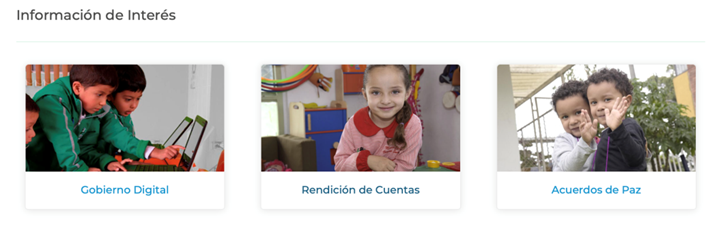 Información de Interés
Gobierno Digital
Rendición de Cuentas
Acuerdos de Paz